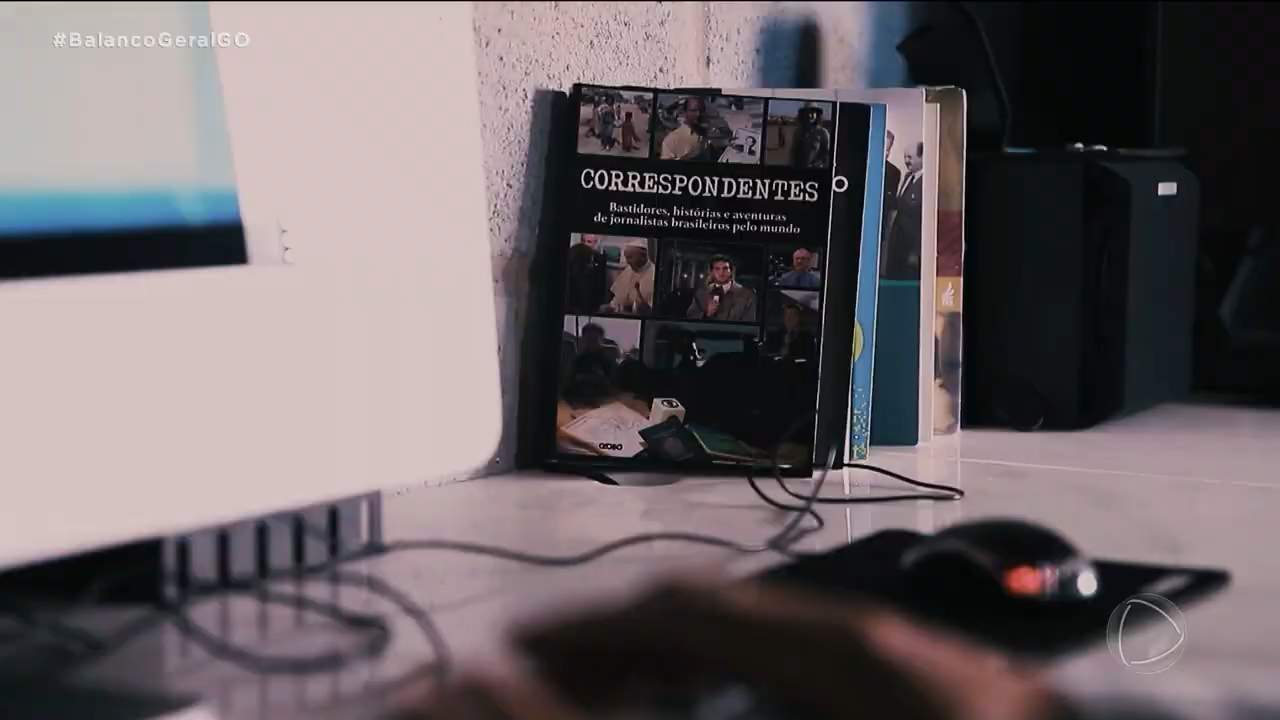 #BalancoGeralGO
CORRESPONDENTES
Bastidores, histórias e aventuras
de jornalistas brasileiros pelo mundo
GLOBO